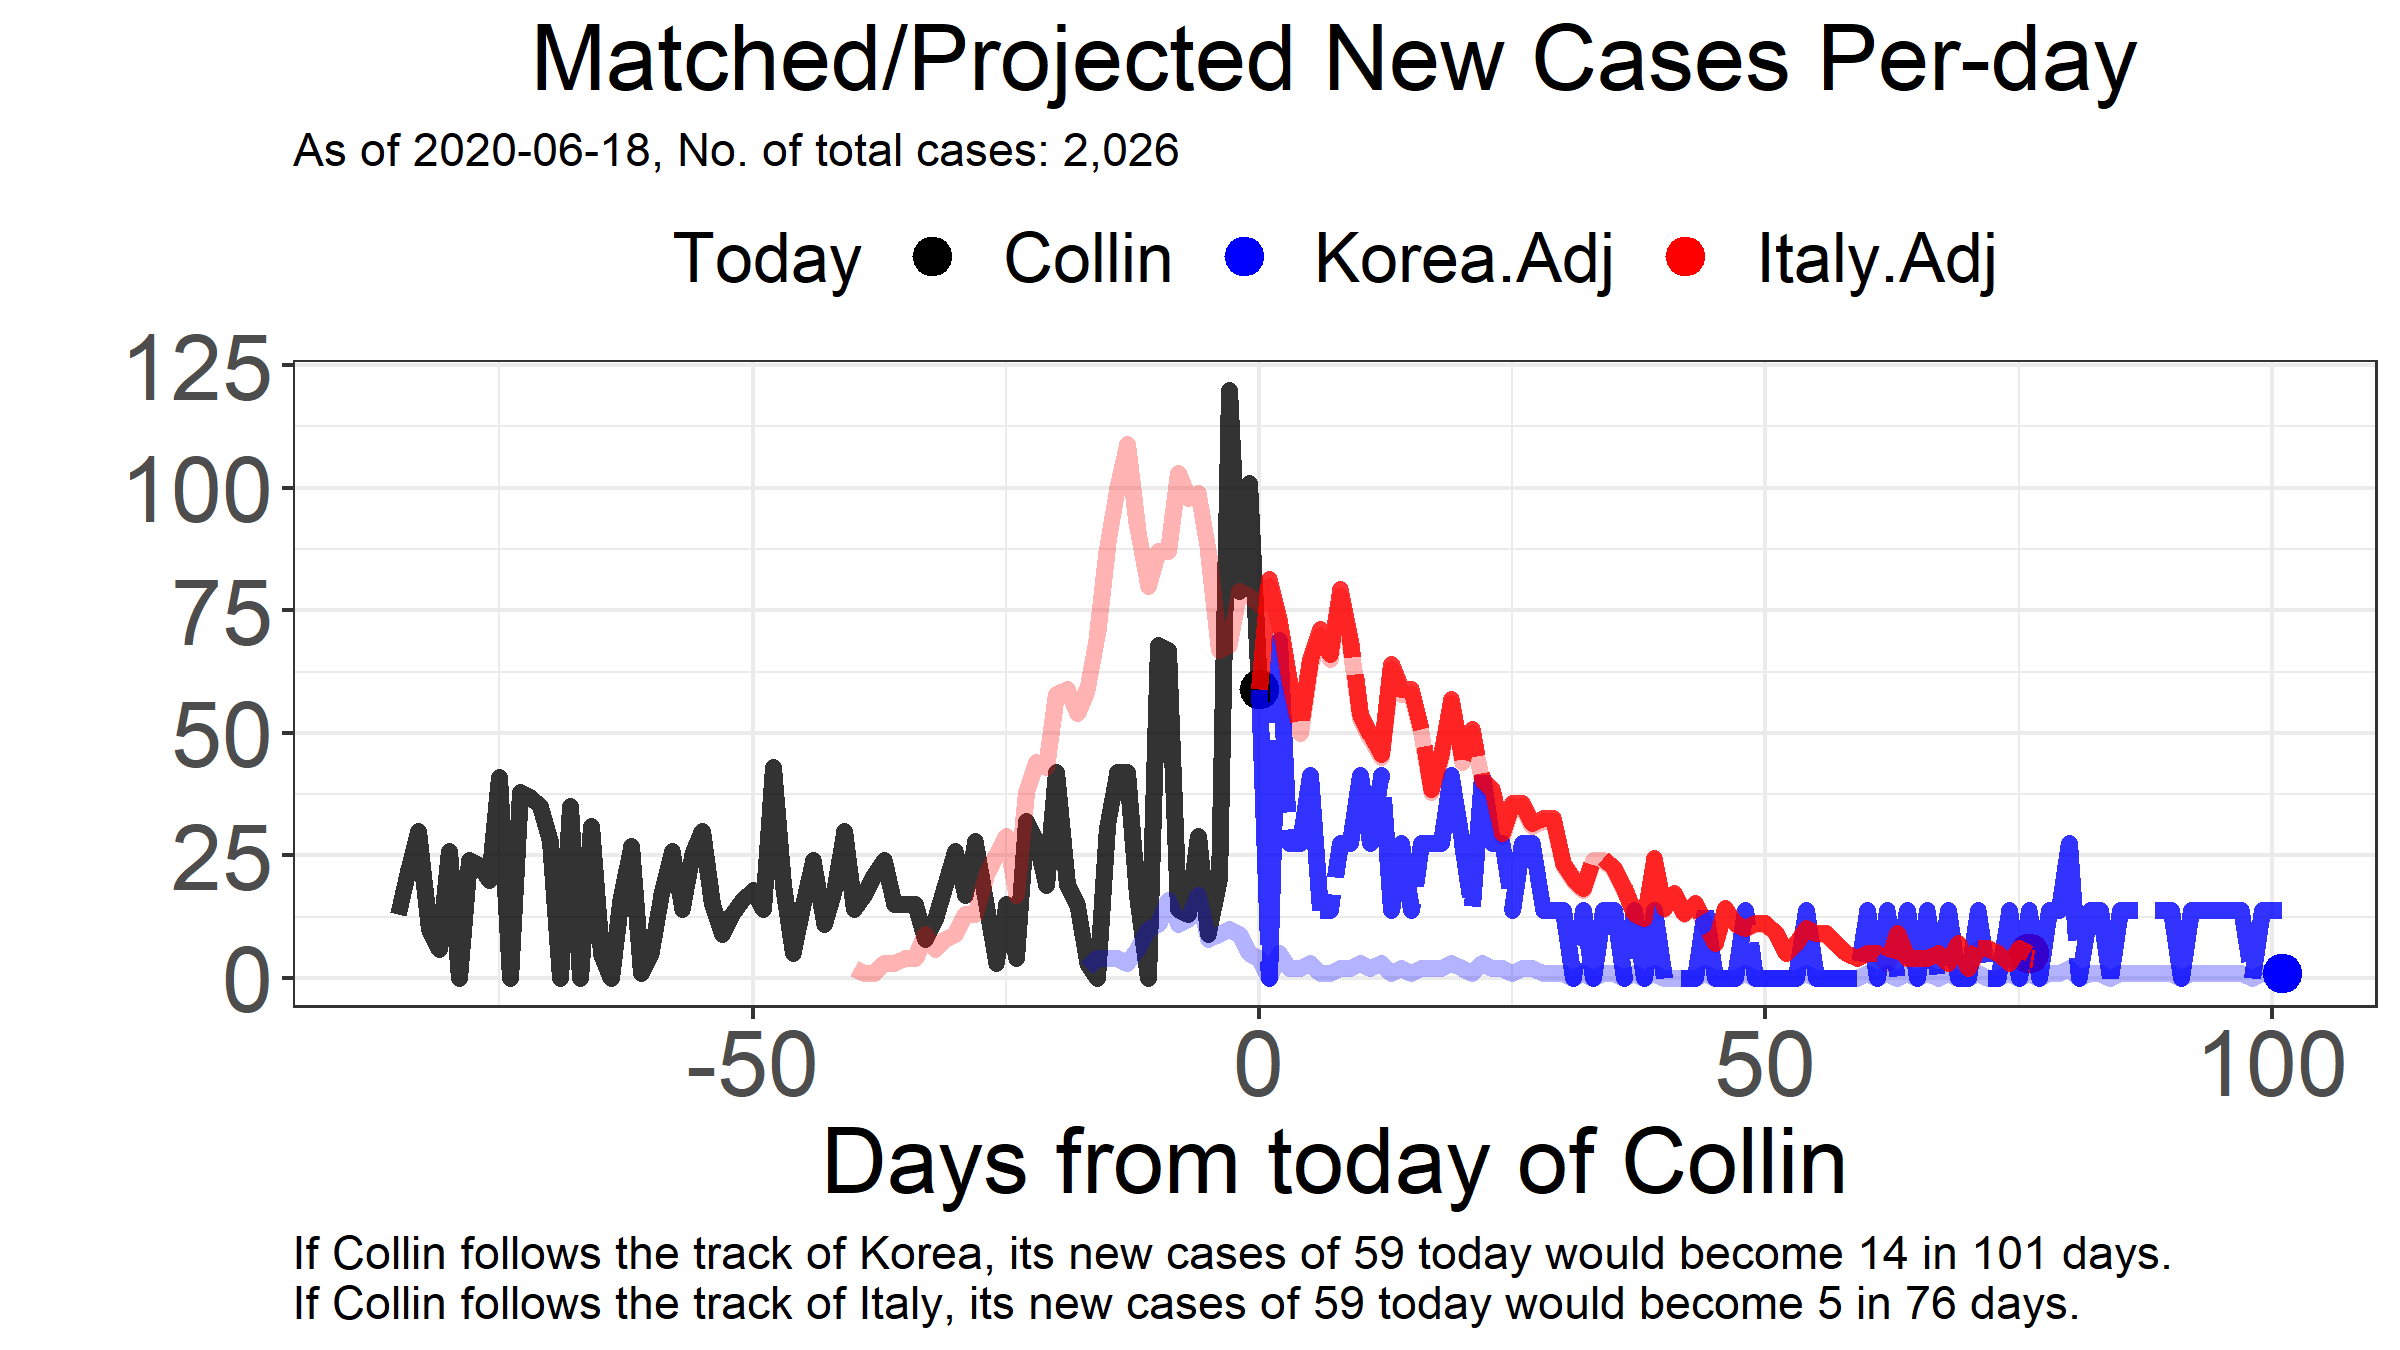 Matched/Projected New Cases Per-day
As of 2020-06-18, No. of total cases: 2,026
Today Collin Korea.Adj Italy.Adj
125
100
75
50
25
0
-50 0 50 100
Days from today of Collin
If Collin follows the track of Korea, its new cases of 59 today would become 14 in 101 days.
If Collin follows the track of Italy, its new cases of 59 today would become 5 in 76 days.